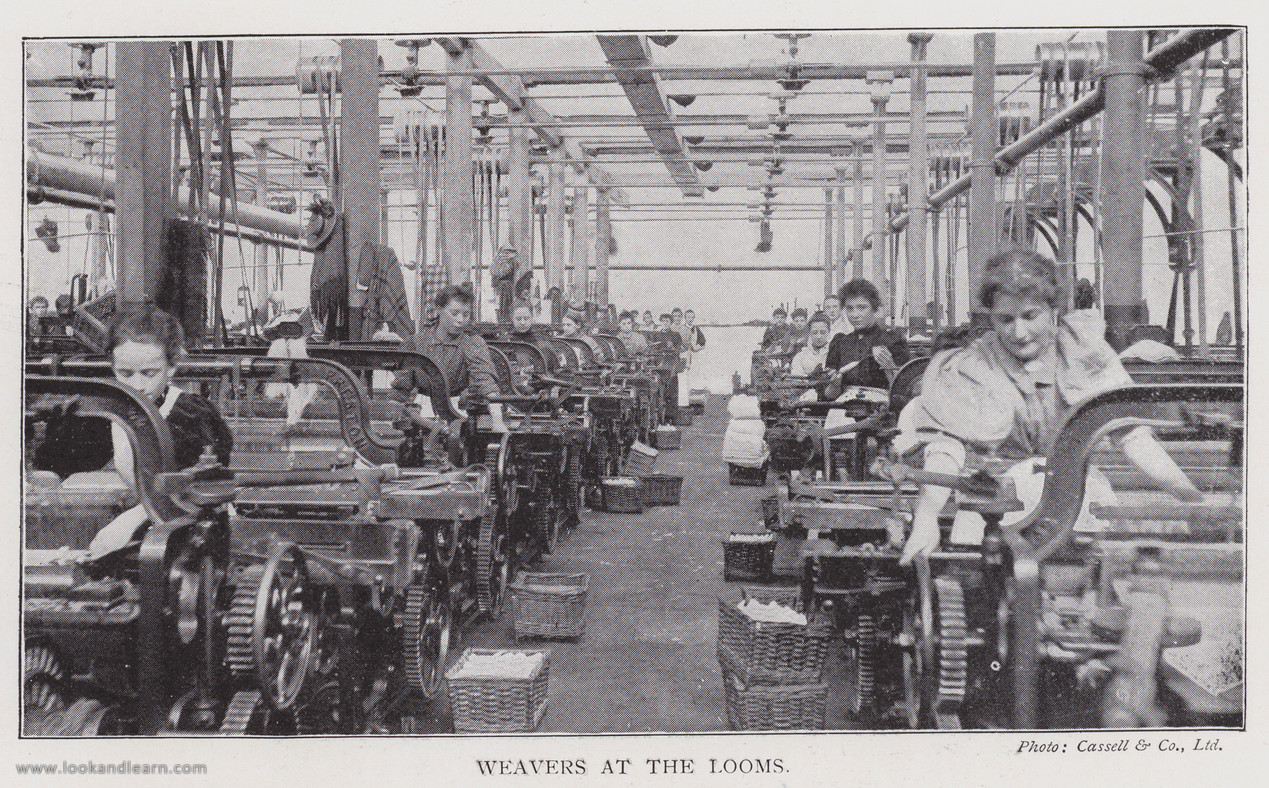 Photo: Cassell & Co., Ltd.
www.lookandlearn.com
WEAVERS AT THE LOOMS.